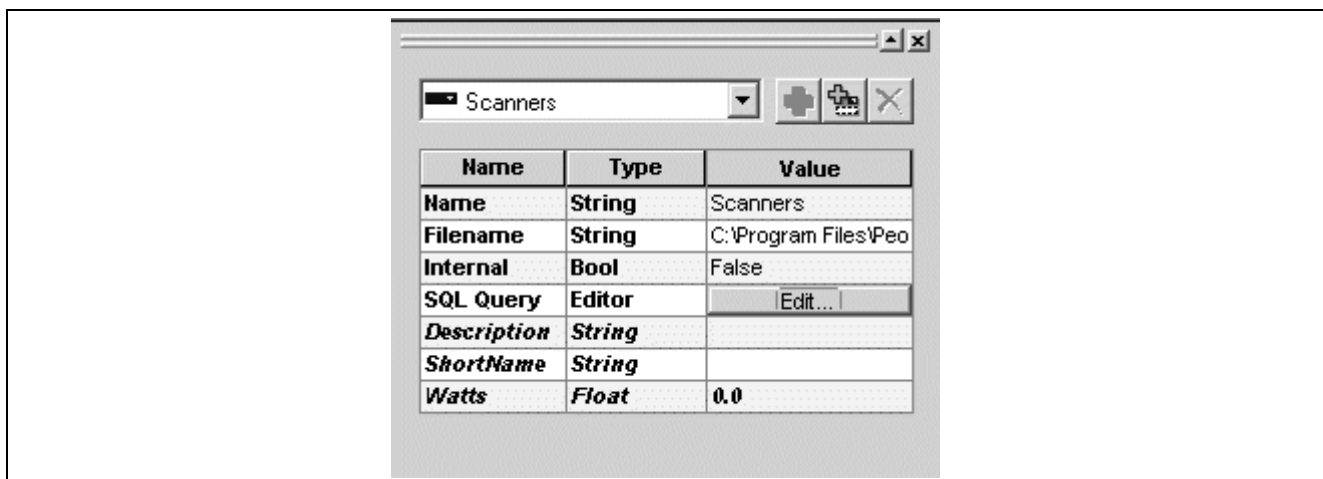 Scanners
Name Type Value
Name String Scanners
Filename String C:\Program Files\Peo
Internal Bool False
SQL Query Editor Edit...
Description String
ShortName String
Watts Float 0.0